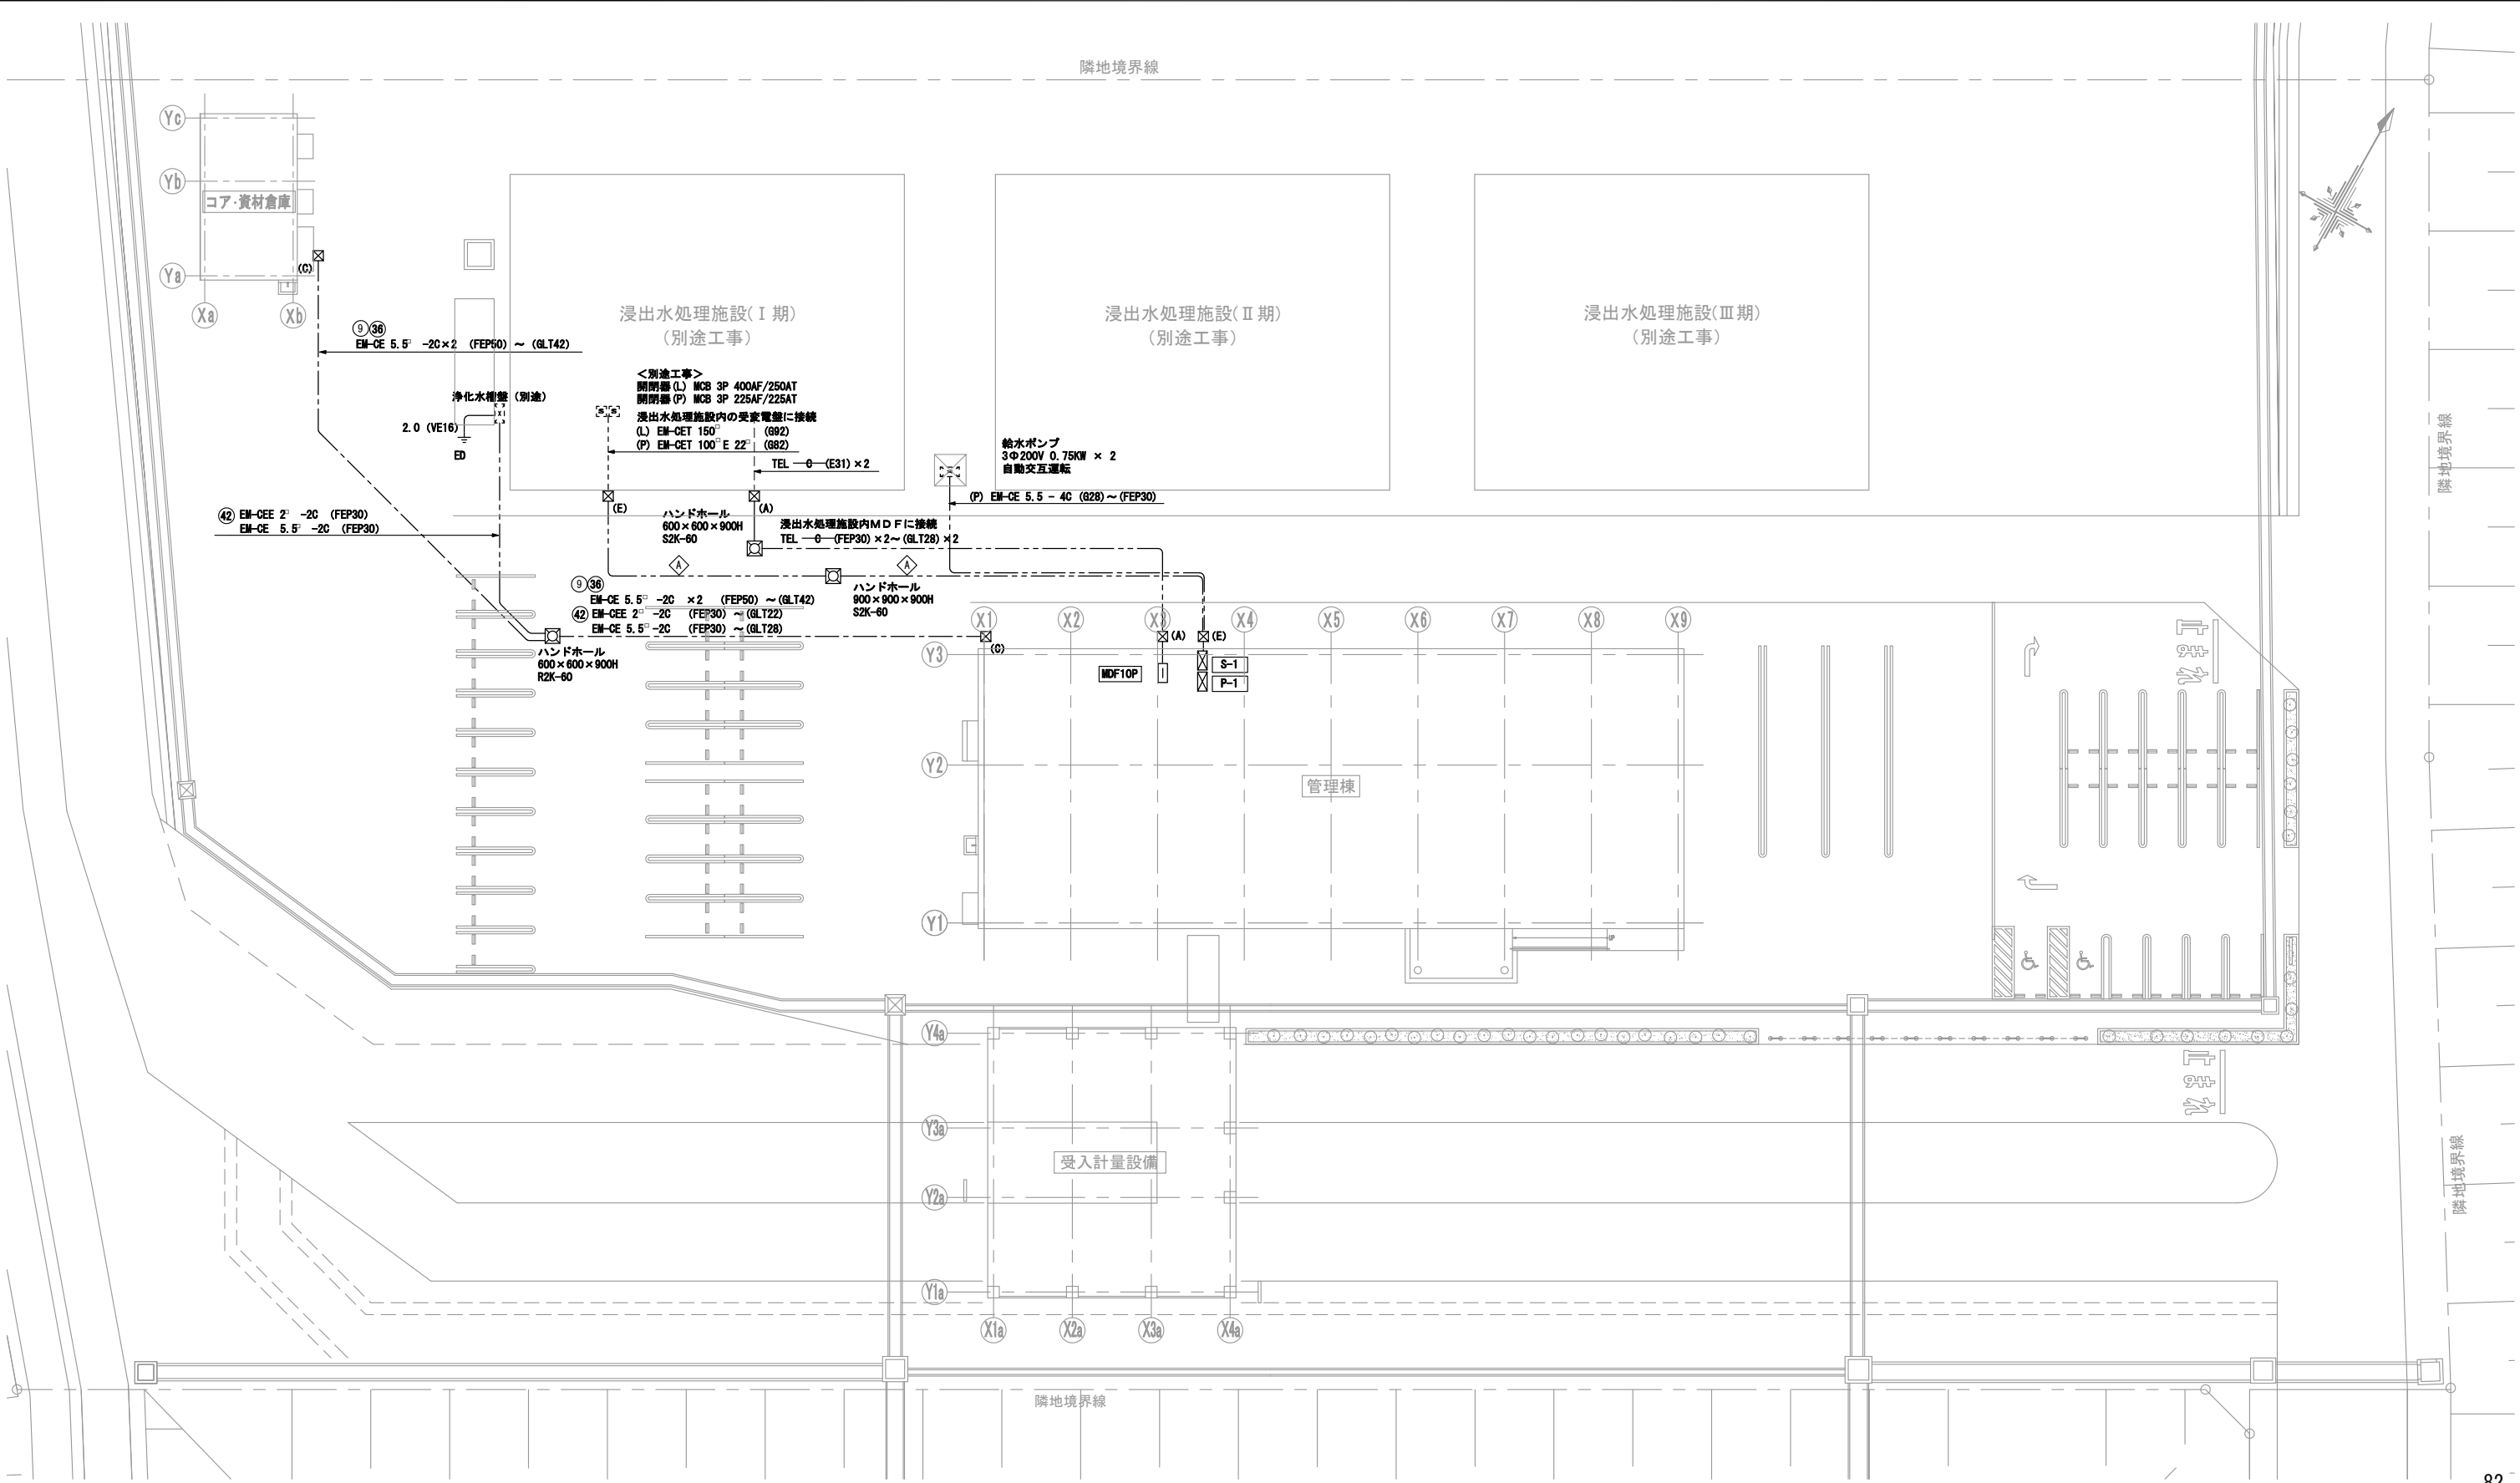 隣地境界線
Yc
Yb
コア・資材倉庫
Ya
(C)
Xa
Xb
浸出水処理施設(Ⅰ期)
(別途工事)
浸出水処理施設(Ⅱ期)
(別途工事)
浸出水処理施設(Ⅲ期)
(別途工事)
9 36
EM-CE 5.5□ -2C×2 (FEP50) ～ (GLT42)
<別途工事>
開閉器(L) MCB 3P 400AF/250AT
開閉器(P) MCB 3P 225AF/225AT
浸出水処理施設内の受変電盤に接続
(L) EM-CET 150□ (G92)
(P) EM-CET 100□ E 22□ (G82)
TEL C (E31)×2
浄化水槽盤 (別途)
2.0 (VE16)
ED
S S
給水ポンプ
3Φ200V 0.75KW × 2
自動交互運転
(P) EM-CE 5.5 - 4C (G28)～(FEP30)
42 EM-CEE 2□ -2C (FEP30)
EM-CE 5.5□ -2C (FEP30)
(E)
(A)
ハンドホール
600×600×900H
S2K-60
浸出水処理施設内MDFに接続
TEL C (FEP30)×2～(GLT28)×2
A
A
9 36
EM-CE 5.5□ -2C ×2 (FEP50) ～(GLT42)
42 EM-CEE 2□ -2C (FEP30) ～(GLT22)
EM-CE 5.5□ -2C (FEP30) ～(GLT28)
ハンドホール
900×900×900H
S2K-60
ハンドホール
600×600×900H
R2K-60
X1
X2
X3
X4
X5
X6
X7
X8
X9
(C)
(A)
(E)
Y3
MDF10P
S-1
P-1
Y2
管理棟
Y1
UP
止まれ
隣地境界線
Y4a
Y3a
受入計量設備
Y2a
Y1a
X1a
X2a
X3a
X4a
止まれ
隣地境界線
隣地境界線
82